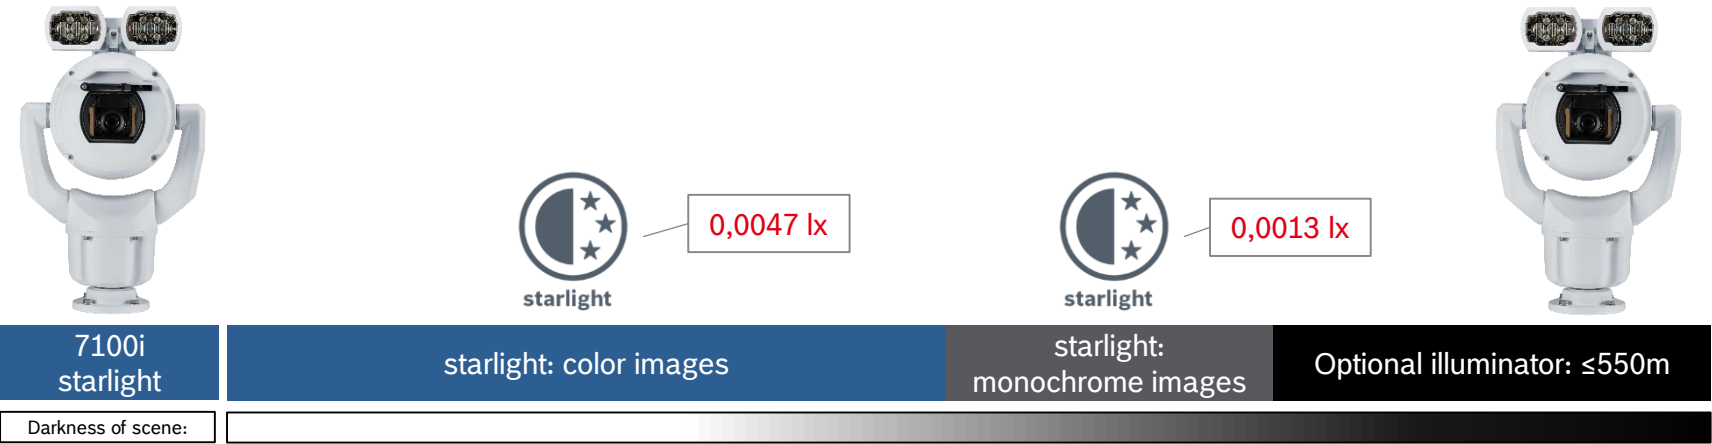 0,0047 lx
0,0013 lx
starlight
starlight
7100i
starlight
starlight: color images
starlight:
monochrome images
Optional illuminator: ≤550m
Darkness of scene: